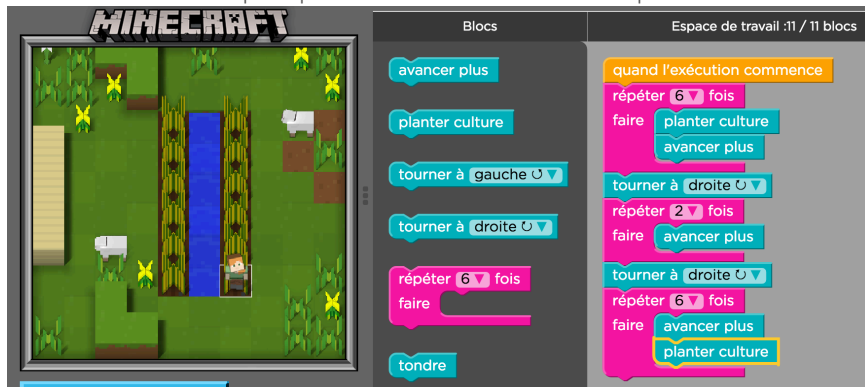 MINECRAFT
Blocs
Espace de travail :11 / 11 blocs
avancer plus
planter culture
tourner à gauche ↺ ▼
tourner à droite ↻ ▼
répéter 6 ▼ fois
faire
tondre
quand l'exécution commence
répéter 6 ▼ fois
faire planter culture
avancer plus
tourner à droite ↻ ▼
répéter 2 ▼ fois
faire avancer plus
tourner à droite ↻ ▼
répéter 6 ▼ fois
faire avancer plus
planter culture